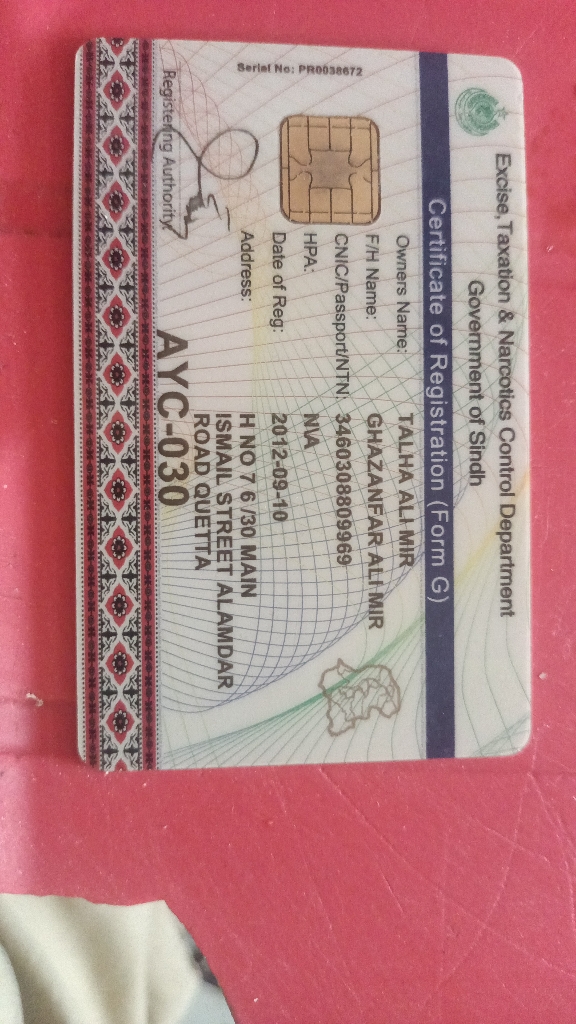 Excise, Taxation & Narcotics Control Department
Government of Sindh
Certificate of Registration (Form G)
Serial No: PR0038672
Owners Name: TALHA ALI MIR
F/H Name: GHAZANFAR ALI MIR
CNIC/Passport/NTN: 3460308809969
HPA: N\A
Date of Reg: 2012-09-10
Address: H NO 7 6 /30 MAIN
ISMAIL STREET ALAMDAR
ROAD QUETTA
AYC-030
Registering Authority